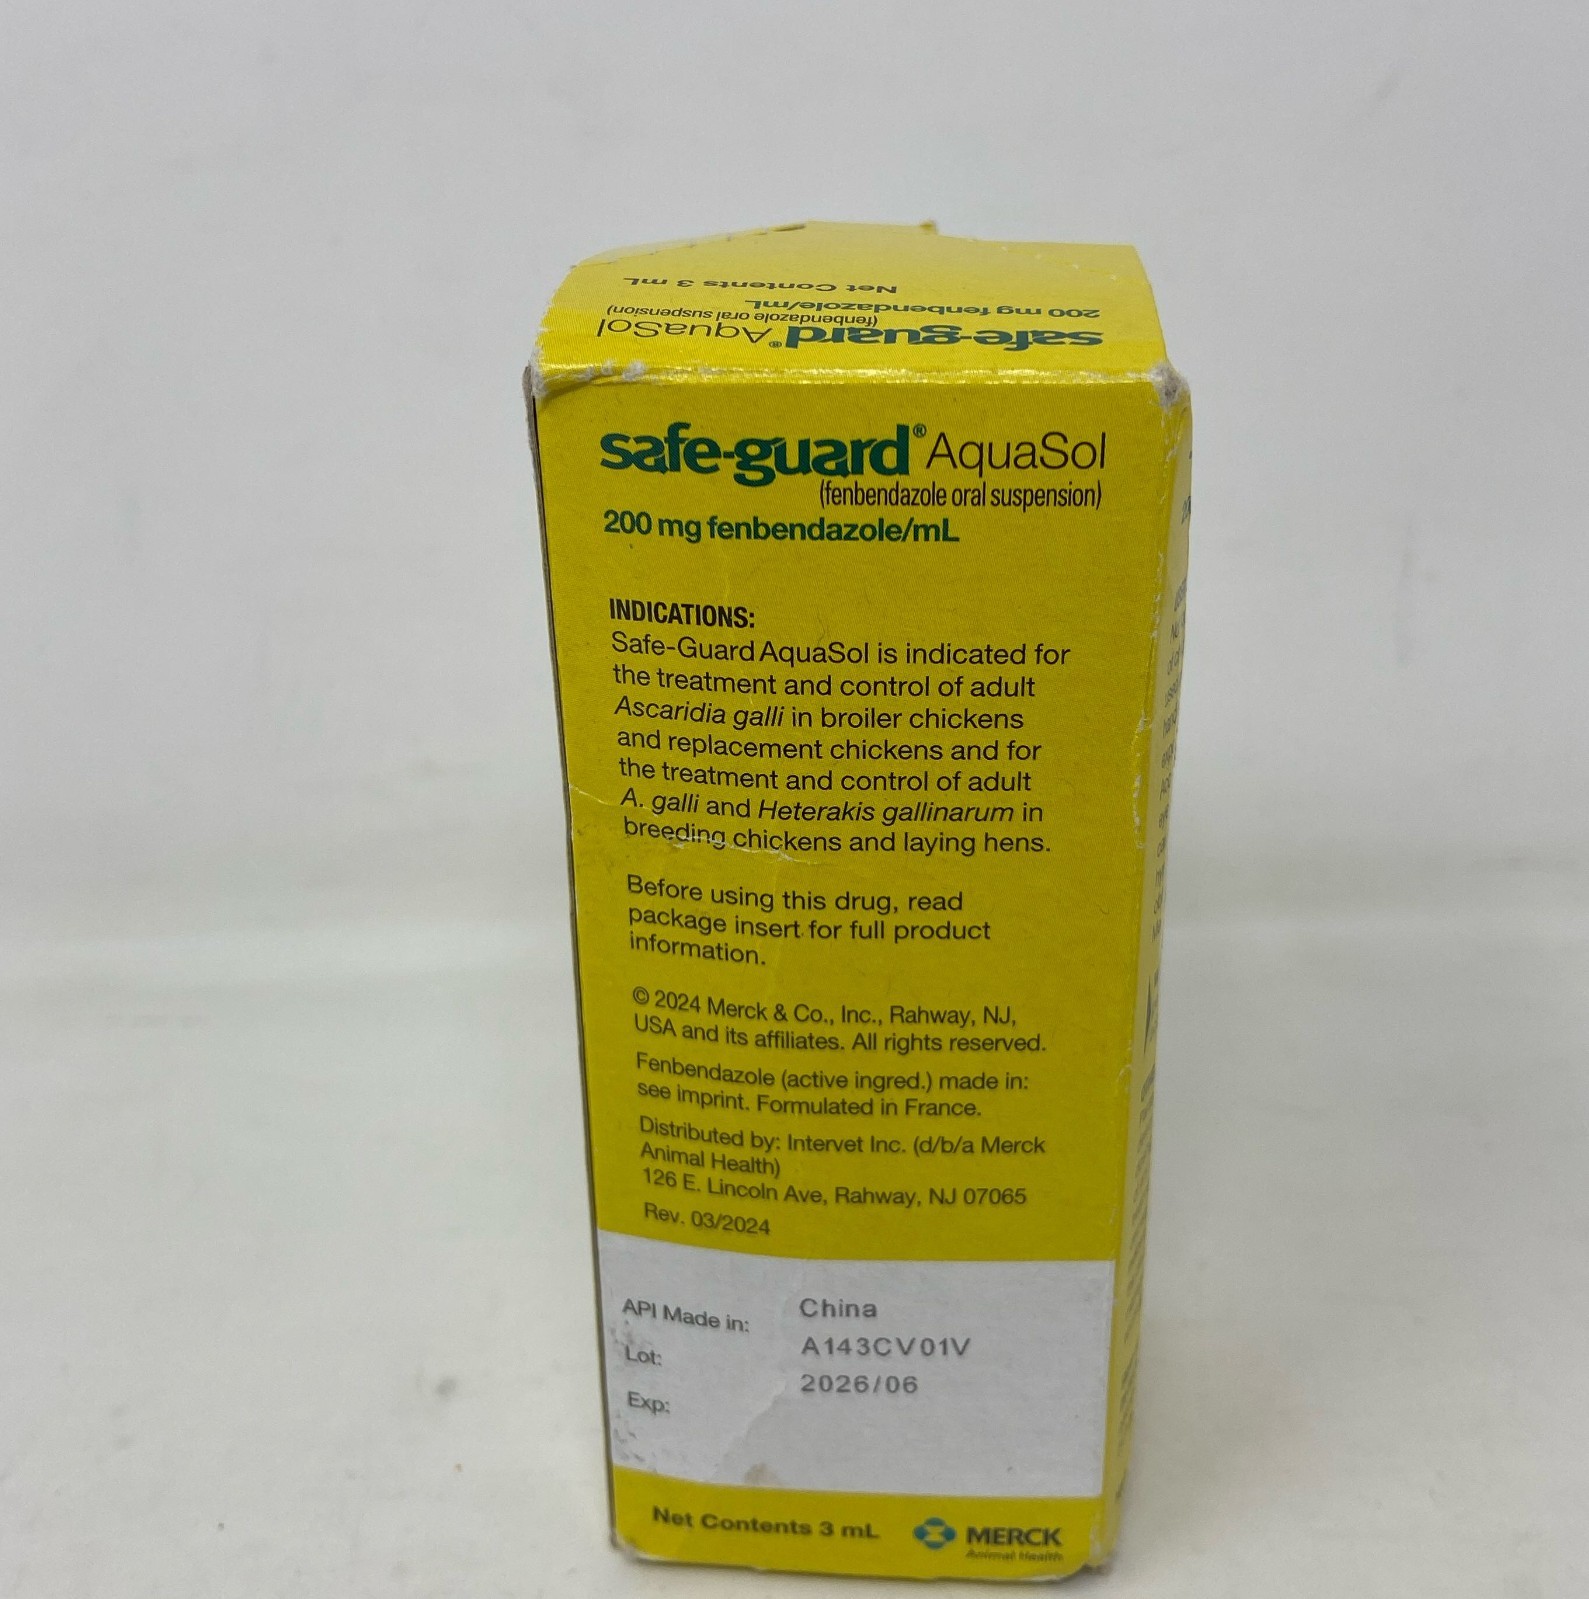 Net Contents 3 mL
200 mg fenbendazole/mL
(fenbendazole oral suspension)
safe-guard® AquaSol
safe-guard® AquaSol
(fenbendazole oral suspension)
200 mg fenbendazole/mL
INDICATIONS:
Safe-Guard AquaSol is indicated for
the treatment and control of adult
Ascaridia galli in broiler chickens
and replacement chickens and for
the treatment and control of adult
A. galli and Heterakis gallinarum in
breeding chickens and laying hens.
Before using this drug, read
package insert for full product
information.
© 2024 Merck & Co., Inc., Rahway, NJ,
USA and its affiliates. All rights reserved.
Fenbendazole (active ingred.) made in:
see imprint. Formulated in France.
Distributed by: Intervet Inc. (d/b/a Merck
Animal Health)
126 E. Lincoln Ave, Rahway, NJ 07065
Rev. 03/2024
API Made in: China
Lot: A143CV01V
Exp: 2026/06
Net Contents 3 mL
MERCK
Animal Health